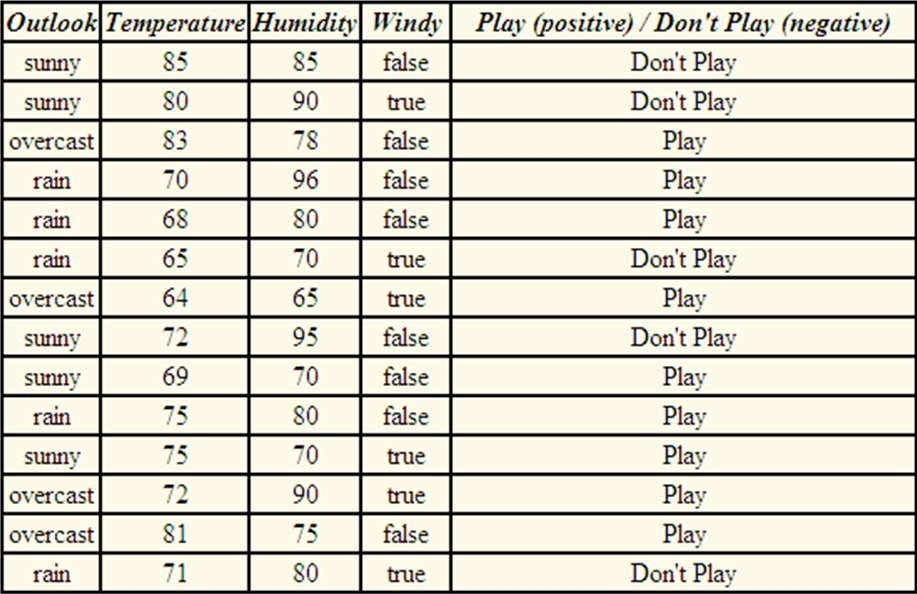 Outlook Temperature Humidity Windy Play (positive) / Don't Play (negative)
sunny 85 85 false Don't Play
sunny 80 90 true Don't Play
overcast 83 78 false Play
rain 70 96 false Play
rain 68 80 false Play
rain 65 70 true Don't Play
overcast 64 65 true Play
sunny 72 95 false Don't Play
sunny 69 70 false Play
rain 75 80 false Play
sunny 75 70 true Play
overcast 72 90 true Play
overcast 81 75 false Play
rain 71 80 true Don't Play